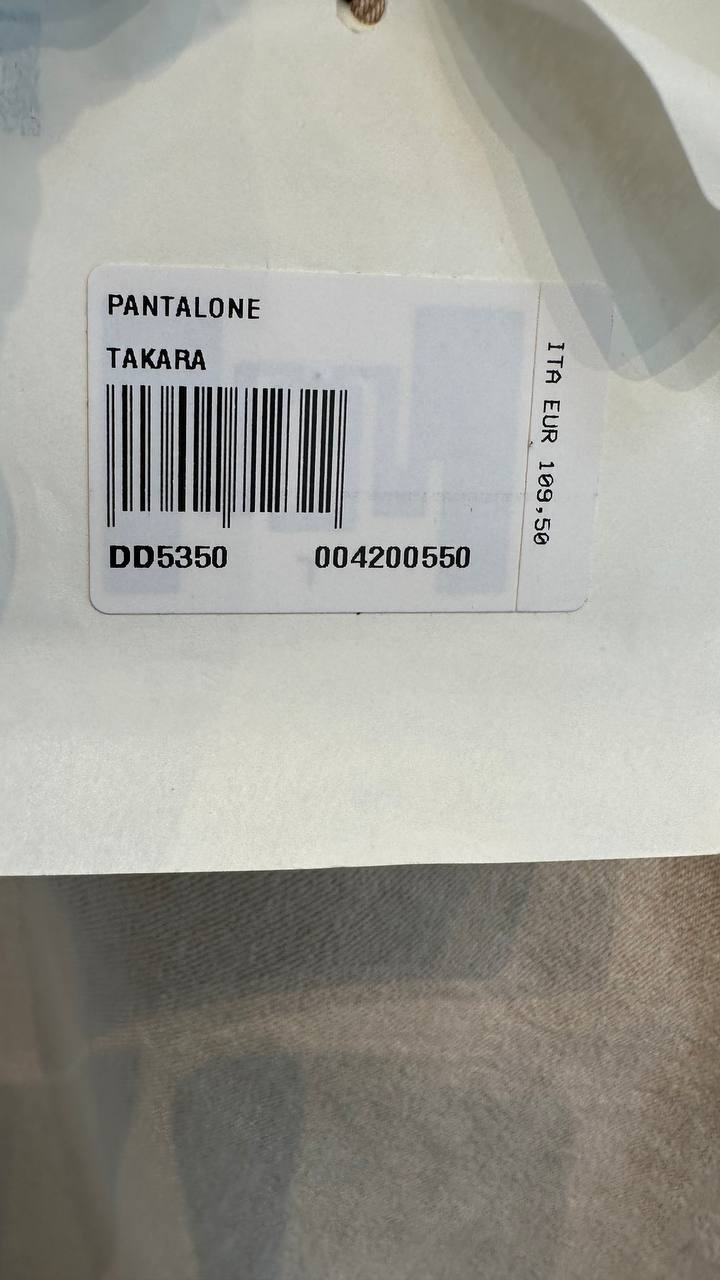 PANTALONE
TAKARA
DD5350 004200550
ITA EUR 109,50